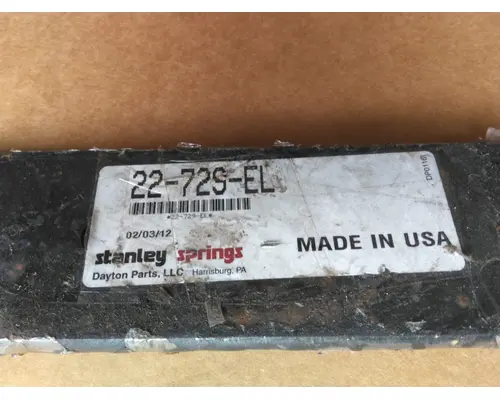 22-729-EL
*22-729-EL*
02/03/12
stanley springs
Dayton Parts, LLC Harrisburg, PA
MADE IN USA